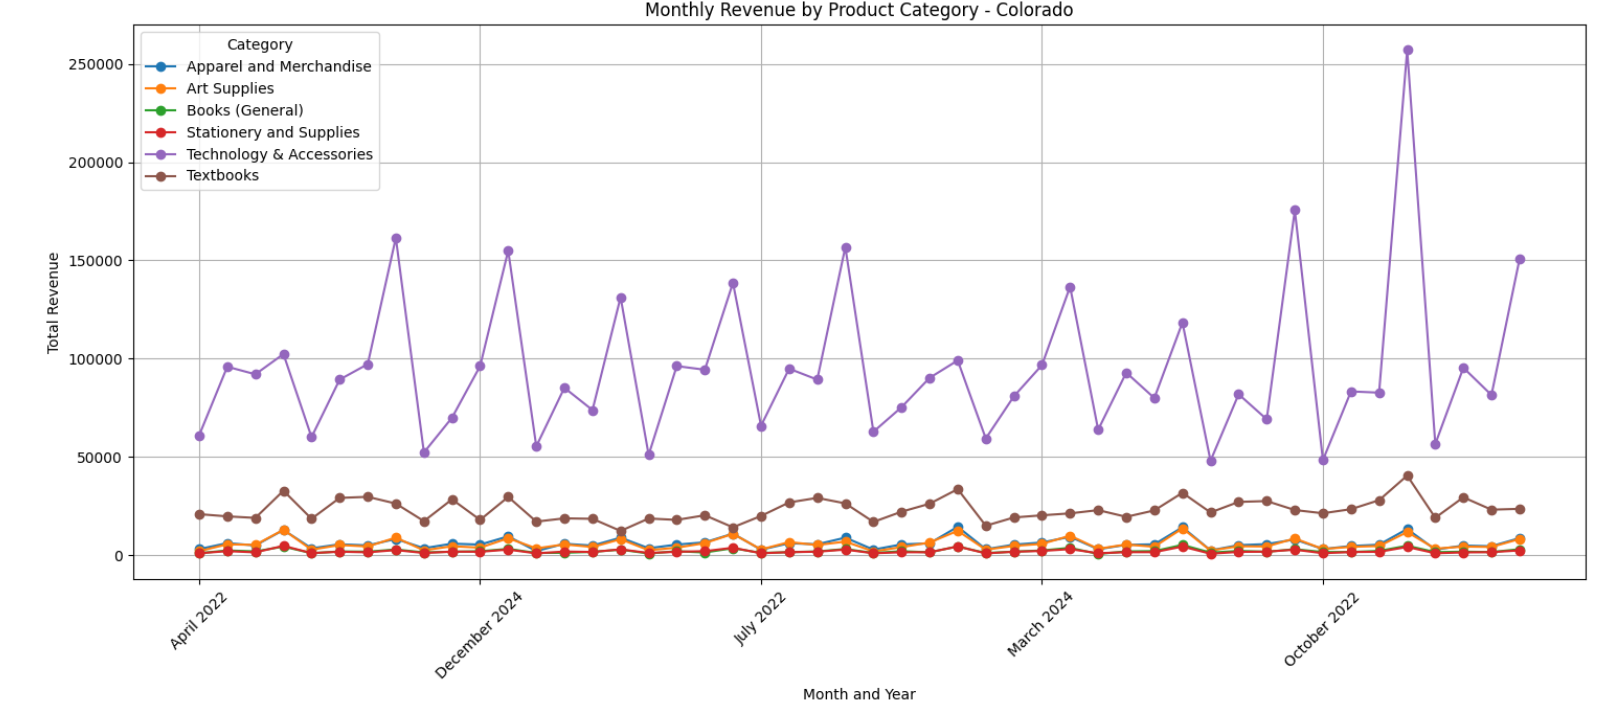 Monthly Revenue by Product Category - Colorado
Category
Apparel and Merchandise
Art Supplies
Books (General)
Stationery and Supplies
Technology & Accessories
Textbooks
250000
200000
150000
100000
50000
0
Total Revenue
April 2022
December 2024
July 2022
March 2024
October 2022
Month and Year